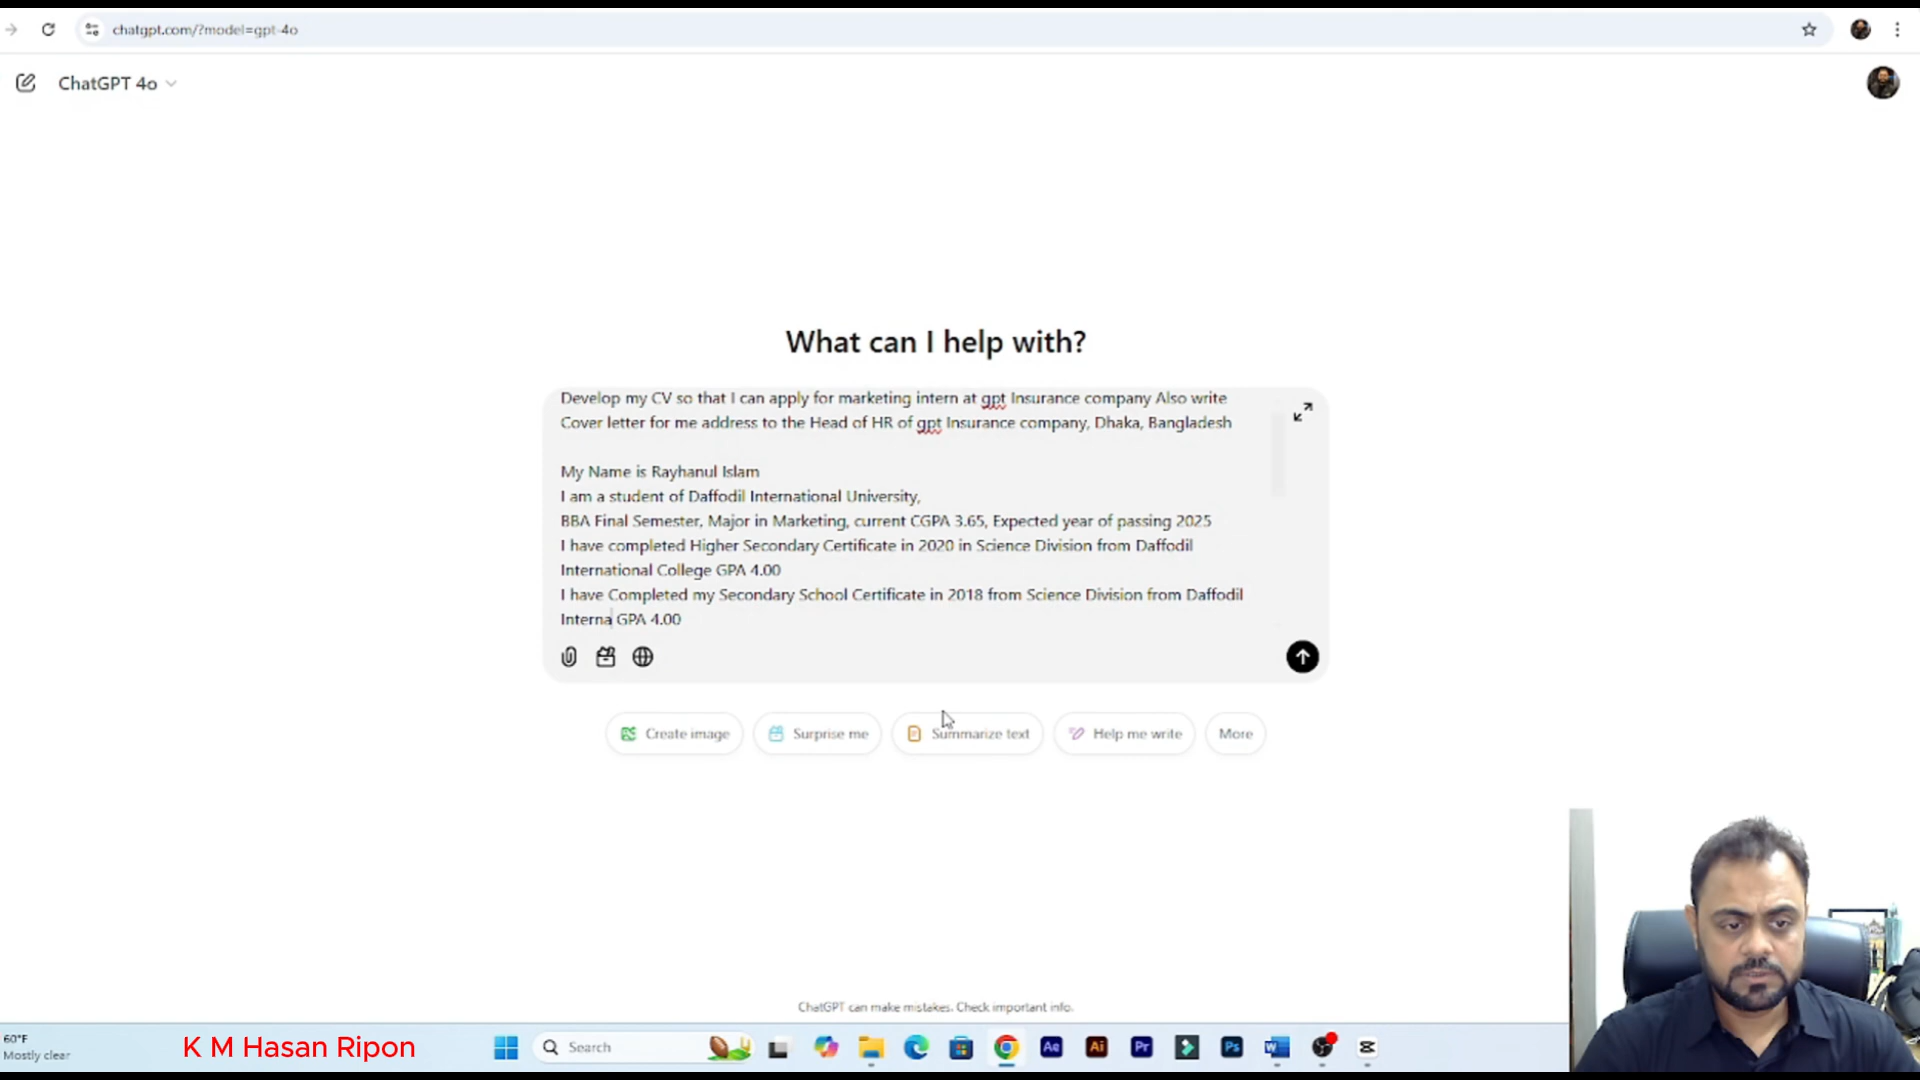 chatgpt.com/?model=gpt-4o
ChatGPT 4o
What can I help with?
Develop my CV so that I can apply for marketing intern at gpt Insurance company Also write
Cover letter for me address to the Head of HR of gpt Insurance company, Dhaka, Bangladesh
My Name is Rayhanul Islam
I am a student of Daffodil International University,
BBA Final Semester, Major in Marketing, current CGPA 3.65, Expected year of passing 2025
I have completed Higher Secondary Certificate in 2020 in Science Division from Daffodil
International College GPA 4.00
I have Completed my Secondary School Certificate in 2018 from Science Division from Daffodil
Interna GPA 4.00
Create image
Surprise me
Summarize text
Help me write
More
ChatGPT can make mistakes. Check important info.
60°F
Mostly clear
K M Hasan Ripon
Search
Ae
Ai
Pr
Ps